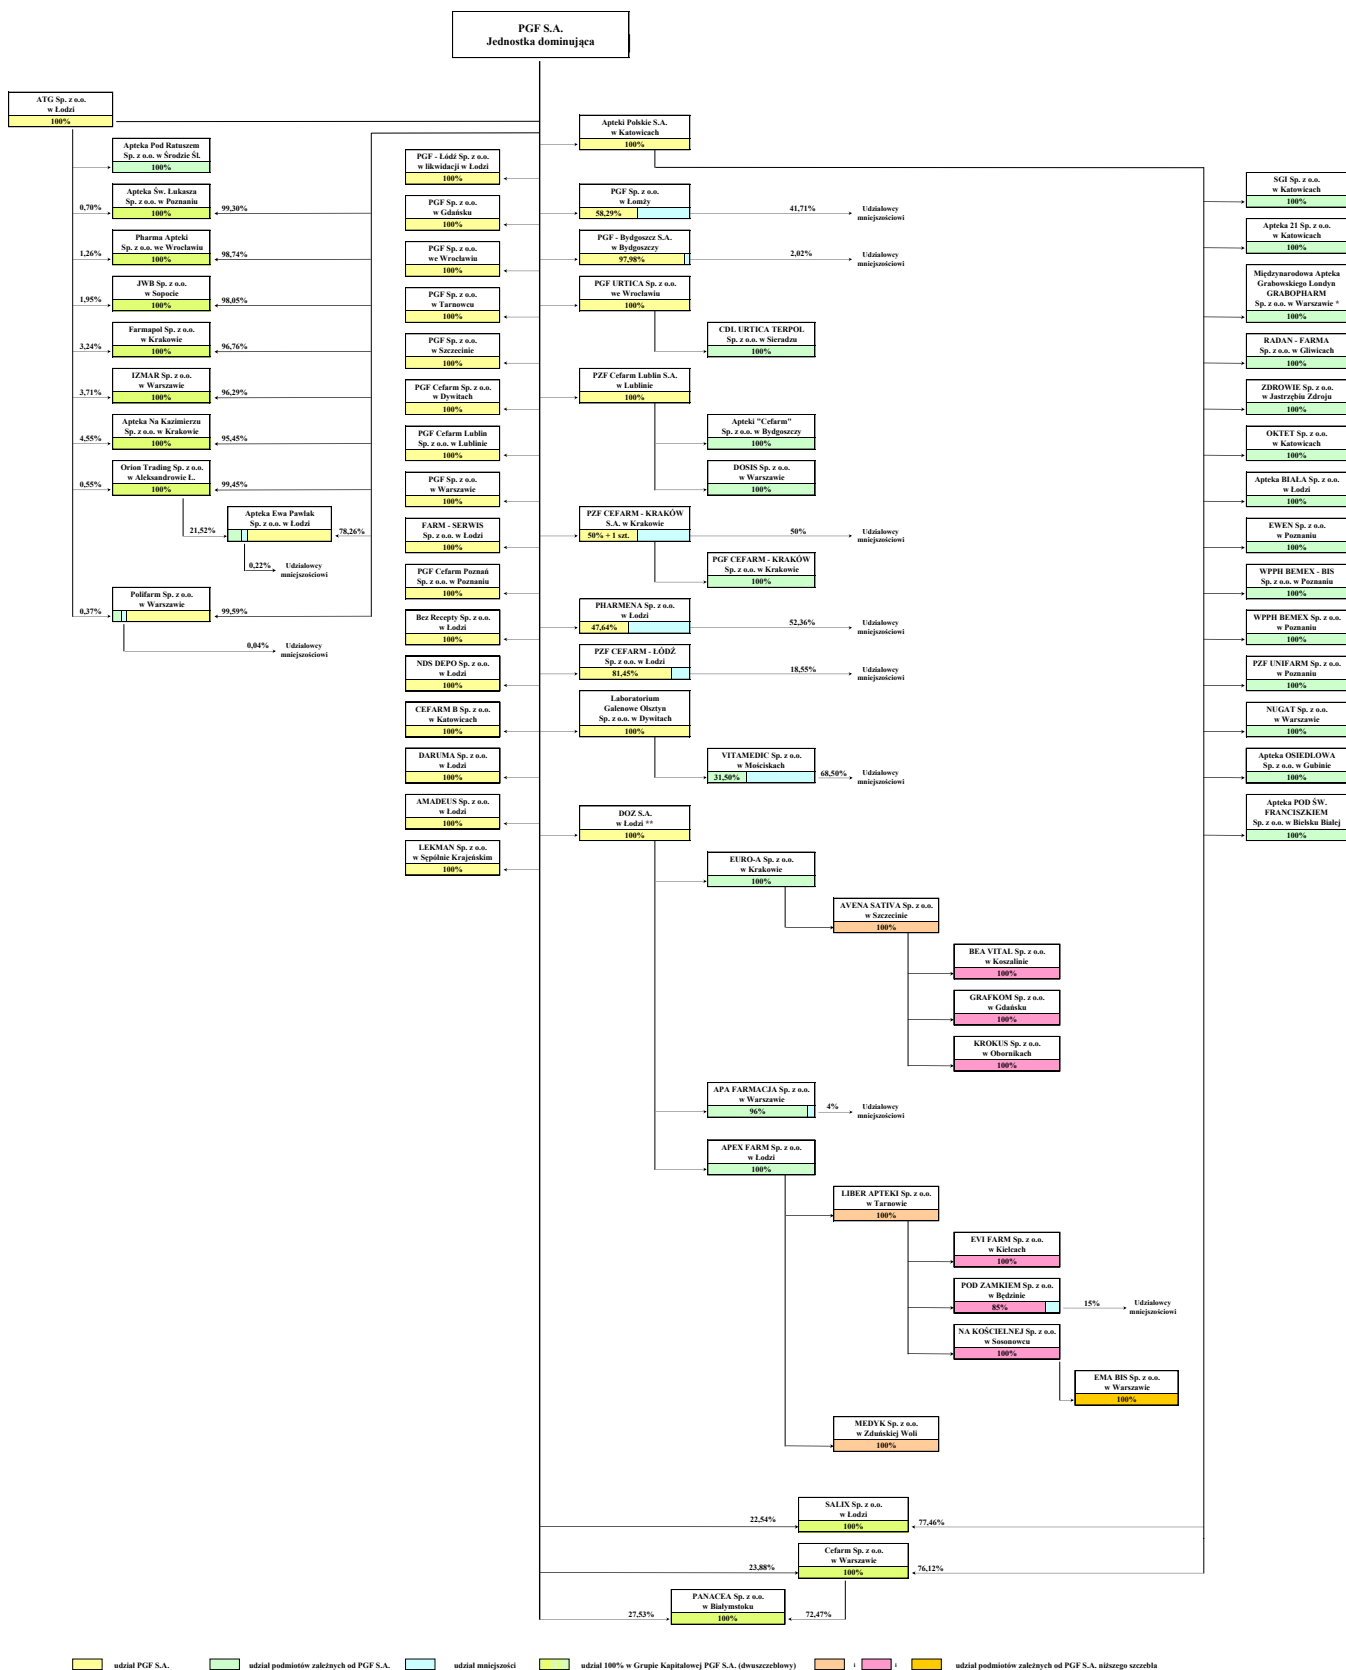 PGF S.A.
Jednostka dominująca
ATG Sp. z o.o.
w Łodzi
100%
Apteka Pod Ratuszem
Sp. z o.o. w Środzie Śl.
100%
0,70%
Apteka Św. Łukasza
Sp. z o.o. w Poznaniu
100%
99,30%
1,26%
Pharma Apteki
Sp. z o.o. we Wrocławiu
100%
98,74%
1,95%
JWB Sp. z o.o.
w Sopocie
100%
98,05%
3,24%
Farmapol Sp. z o.o.
w Krakowie
100%
96,76%
3,71%
IZMAR Sp. z o.o.
w Warszawie
100%
96,29%
4,55%
Apteka Na Kazimierzu
Sp. z o.o. w Krakowie
100%
95,45%
0,55%
Orion Trading Sp. z o.o.
w Aleksandrowie Ł.
100%
99,45%
21,52%
Apteka Ewa Pawlak
Sp. z o.o. w Łodzi
78,26%
0,22%
Udziałowcy
mniejszościowi
0,37%
Polifarm Sp. z o.o.
w Warszawie
99,59%
0,04%
Udziałowcy
mniejszościowi
PGF - Łódź Sp. z o.o.
w likwidacji w Łodzi
100%
PGF Sp. z o.o.
w Gdańsku
100%
PGF Sp. z o.o.
we Wrocławiu
100%
PGF Sp. z o.o.
w Tarnowcu
100%
PGF Sp. z o.o.
w Szczecinie
100%
PGF Cefarm Sp. z o.o.
w Dywitach
100%
PGF Cefarm Lublin
Sp. z o.o. w Lublinie
100%
PGF Sp. z o.o.
w Warszawie
100%
FARM - SERWIS
Sp. z o.o. w Łodzi
100%
PGF Cefarm Poznań
Sp. z o.o. w Poznaniu
100%
Bez Recepty Sp. z o.o.
w Łodzi
100%
NDS DEPO Sp. z o.o.
w Łodzi
100%
CEFARM B Sp. z o.o.
w Katowicach
100%
DARUMA Sp. z o.o.
w Łodzi
100%
AMADEUS Sp. z o.o.
w Łodzi
100%
LEKMAN Sp. z o.o.
w Sępólnie Krajeńskim
100%
Apteki Polskie S.A.
w Katowicach
100%
PGF Sp. z o.o.
w Łomży
58,29%
41,71%
Udziałowcy
mniejszościowi
PGF - Bydgoszcz S.A.
w Bydgoszczy
97,98%
2,02%
Udziałowcy
mniejszościowi
PGF URTICA Sp. z o.o.
we Wrocławiu
100%
CDL URTICA TERPOL
Sp. z o.o. w Sieradzu
100%
PZF Cefarm Lublin S.A.
w Lublinie
100%
Apteki "Cefarm"
Sp. z o.o. w Bydgoszczy
100%
DOSIS Sp. z o.o.
w Warszawie
100%
PZF CEFARM - KRAKÓW
S.A. w Krakowie
50% + 1 szt.
50%
Udziałowcy
mniejszościowi
PGF CEFARM - KRAKÓW
Sp. z o.o. w Krakowie
100%
PHARMENA Sp. z o.o.
w Łodzi
47,64%
52,36%
Udziałowcy
mniejszościowi
PZF CEFARM - ŁÓDŹ
Sp. z o.o. w Łodzi
81,45%
18,55%
Udziałowcy
mniejszościowi
Laboratorium
Galenowe Olsztyn
Sp. z o.o. w Dywitach
100%
VITAMEDIC Sp. z o.o.
w Mościskach
31,50%
68,50%
Udziałowcy
mniejszościowi
DOZ S.A.
w Łodzi **
100%
EURO-A Sp. z o.o.
w Krakowie
100%
AVENA SATIVA Sp. z o.o.
w Szczecinie
100%
BEA VITAL Sp. z o.o.
w Koszalinie
100%
GRAFKOM Sp. z o.o.
w Gdańsku
100%
KROKUS Sp. z o.o.
w Obornikach
100%
APA FARMACJA Sp. z o.o.
w Warszawie
96%
4%
Udziałowcy
mniejszościowi
APEX FARM Sp. z o.o.
w Łodzi
100%
LIBER APTEKI Sp. z o.o.
w Tarnowie
100%
EVI FARM Sp. z o.o.
w Kielcach
100%
POD ZAMKIEM Sp. z o.o.
w Będzinie
85%
15%
Udziałowcy
mniejszościowi
NA KOŚCIELNEJ Sp. z o.o.
w Sosonowcu
100%
EMA BIS Sp. z o.o.
w Warszawie
100%
MEDYK Sp. z o.o.
w Zduńskiej Woli
100%
SGI Sp. z o.o.
w Katowicach
100%
Apteka 21 Sp. z o.o.
w Katowicach
100%
Międzynarodowa Apteka
Grabowskiego Londyn
GRABOPHARM
Sp. z o.o. w Warszawie *
100%
RADAN - FARMA
Sp. z o.o. w Gliwicach
100%
ZDROWIE Sp. z o.o.
w Jastrzębiu Zdroju
100%
OKTET Sp. z o.o.
w Katowicach
100%
Apteka BIAŁA Sp. z o.o.
w Łodzi
100%
EWEN Sp. z o.o.
w Poznaniu
100%
WPPH BEMEX - BIS
Sp. z o.o. w Poznaniu
100%
WPPH BEMEX Sp. z o.o.
w Poznaniu
100%
PZF UNIFARM Sp. z o.o.
w Poznaniu
100%
NUGAT Sp. z o.o.
w Warszawie
100%
Apteka OSIEDLOWA
Sp. z o.o. w Gubinie
100%
Apteka POD ŚW.
FRANCISZKIEM
Sp. z o.o. w Bielsku Białej
100%
22,54%
SALIX Sp. z o.o.
w Łodzi
100%
77,46%
23,88%
Cefarm Sp. z o.o.
w Warszawie
100%
76,12%
27,53%
PANACEA Sp. z o.o.
w Białymstoku
100%
72,47%
udział PGF S.A.
udział podmiotów zależnych od PGF S.A.
udział mniejszości
udział 100% w Grupie Kapitałowej PGF S.A. (dwuszczeblowy)
i
i
udział podmiotów zależnych od PGF S.A. niższego szczebla